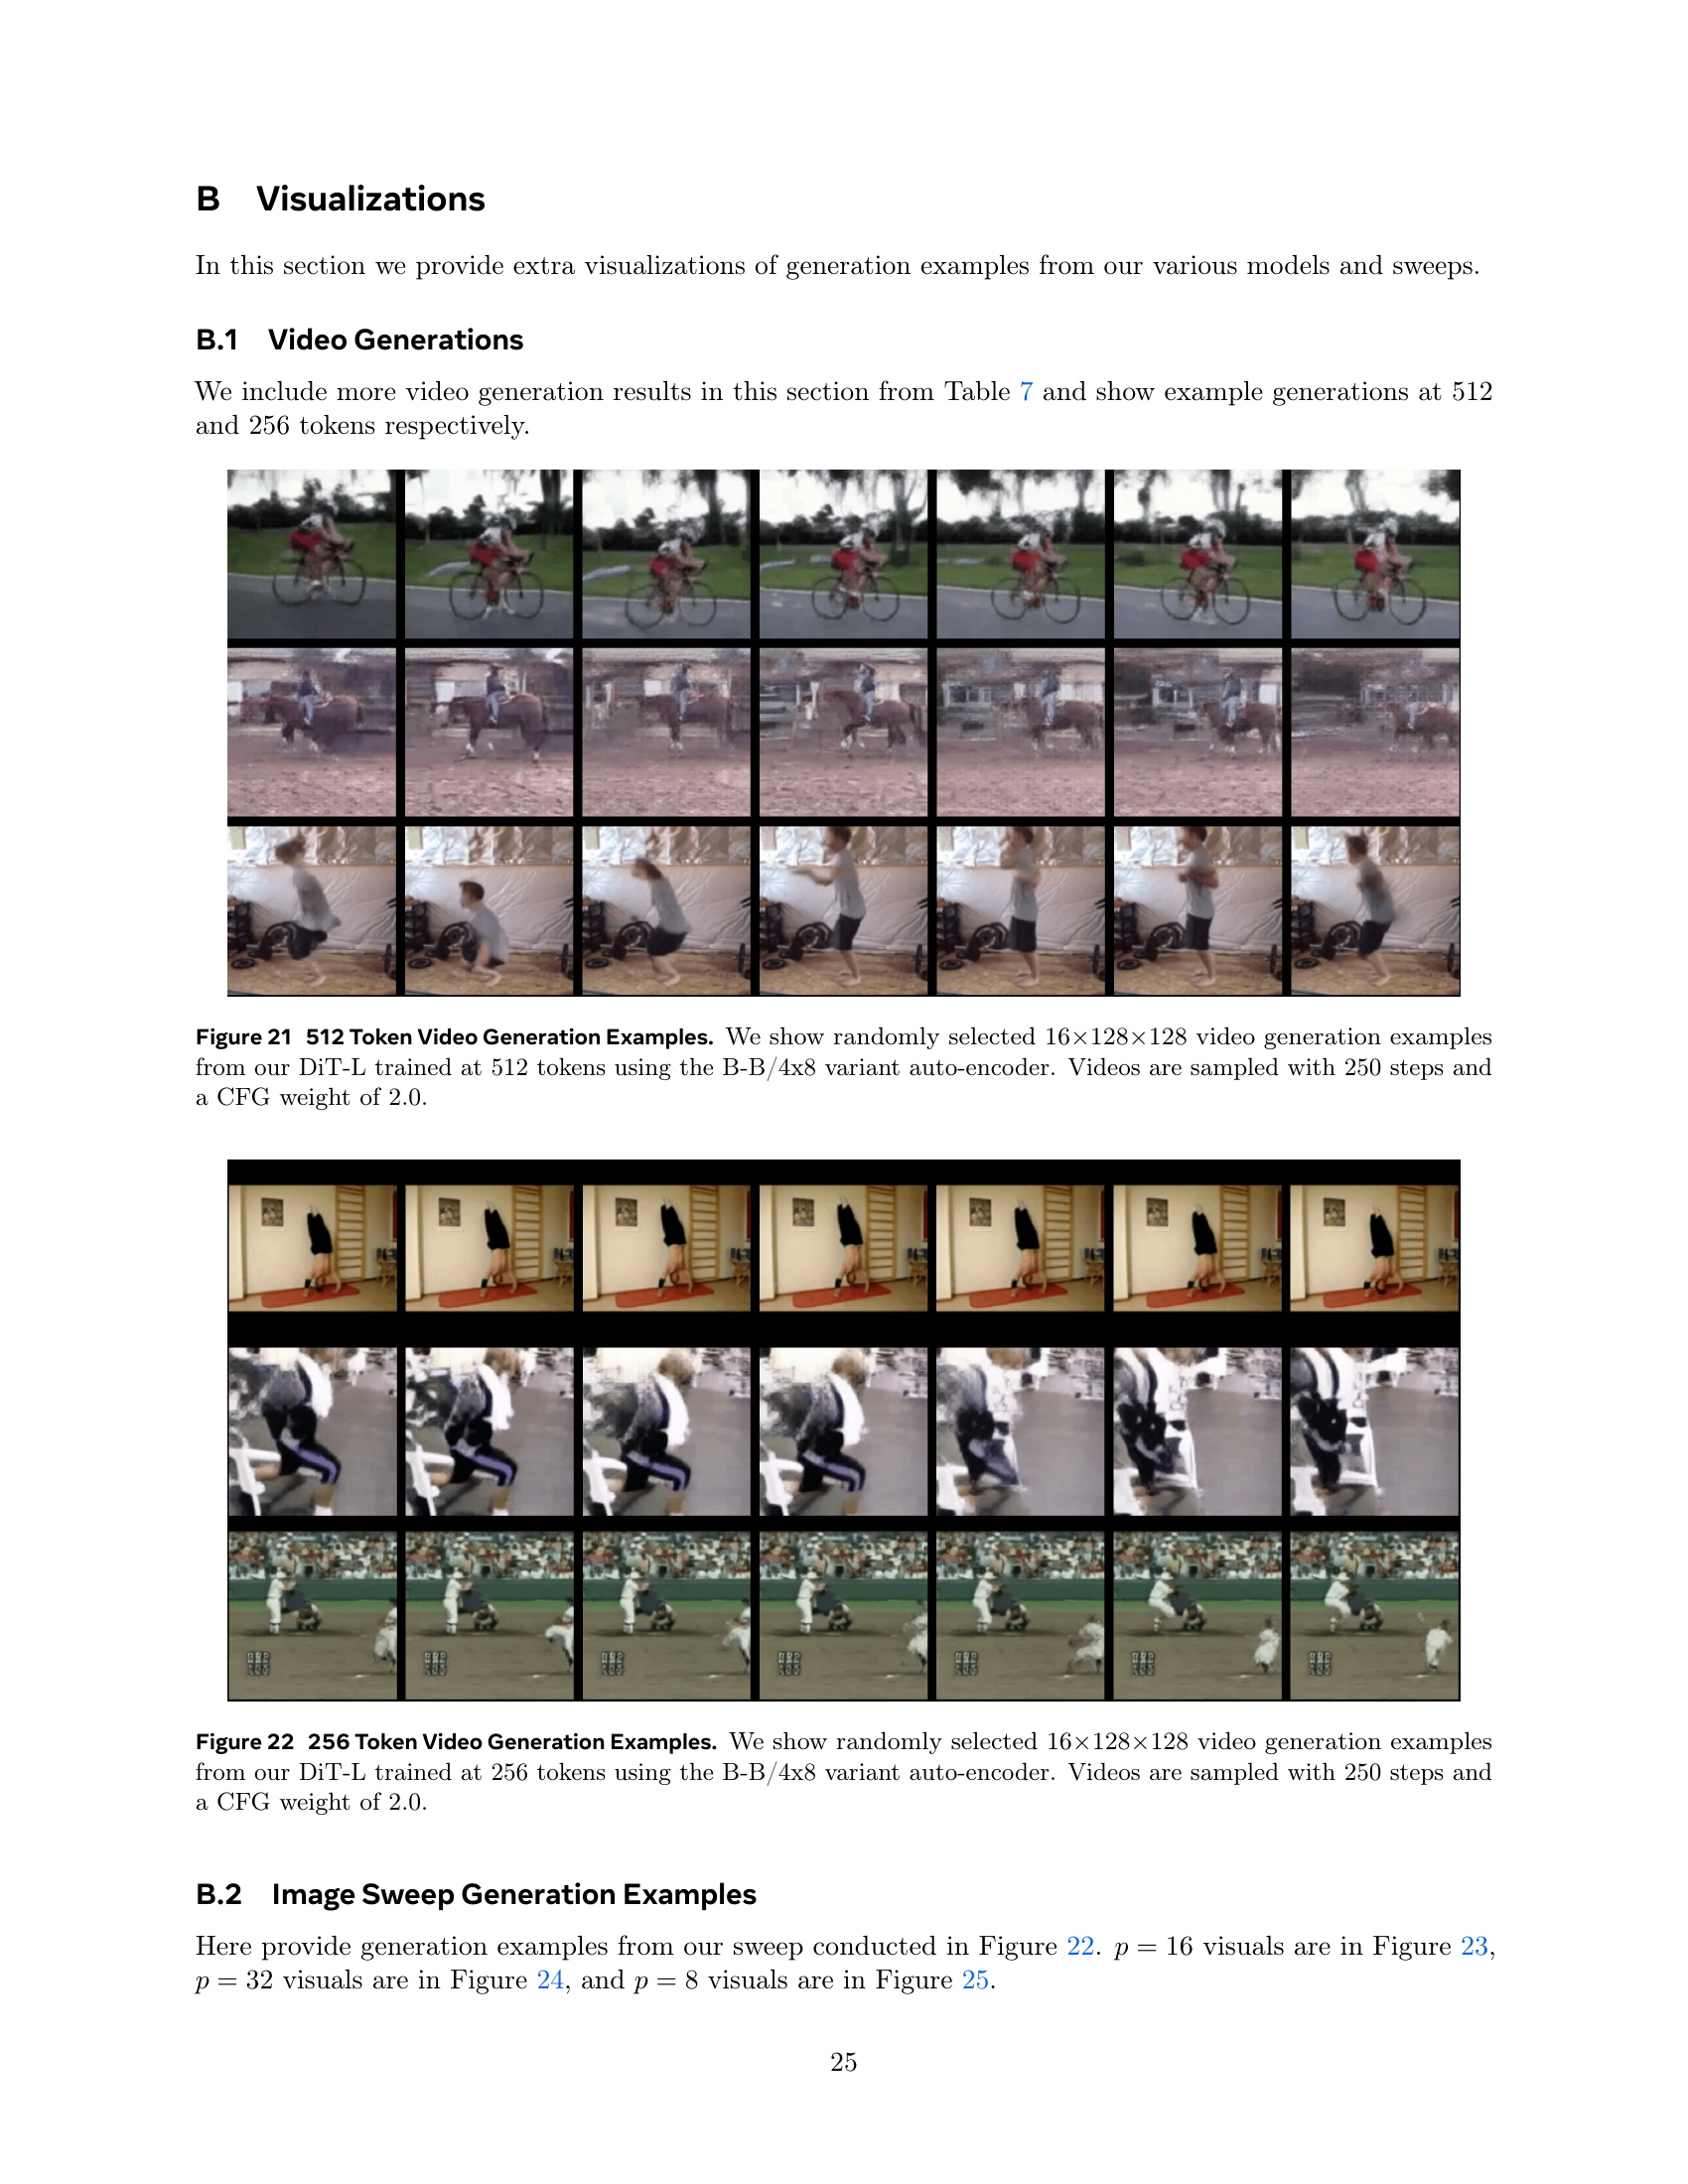 B Visualizations
In this section we provide extra visualizations of generation examples from our various models and sweeps.
B.1 Video Generations
We include more video generation results in this section from Table 7 and show example generations at 512
and 256 tokens respectively.
Figure 21 512 Token Video Generation Examples. We show randomly selected 16×128×128 video generation examples
from our DiT-L trained at 512 tokens using the B-B/4x8 variant auto-encoder. Videos are sampled with 250 steps and
a CFG weight of 2.0.
Figure 22 256 Token Video Generation Examples. We show randomly selected 16×128×128 video generation examples
from our DiT-L trained at 256 tokens using the B-B/4x8 variant auto-encoder. Videos are sampled with 250 steps and
a CFG weight of 2.0.
B.2 Image Sweep Generation Examples
Here provide generation examples from our sweep conducted in Figure 22. p = 16 visuals are in Figure 23,
p = 32 visuals are in Figure 24, and p = 8 visuals are in Figure 25.
25